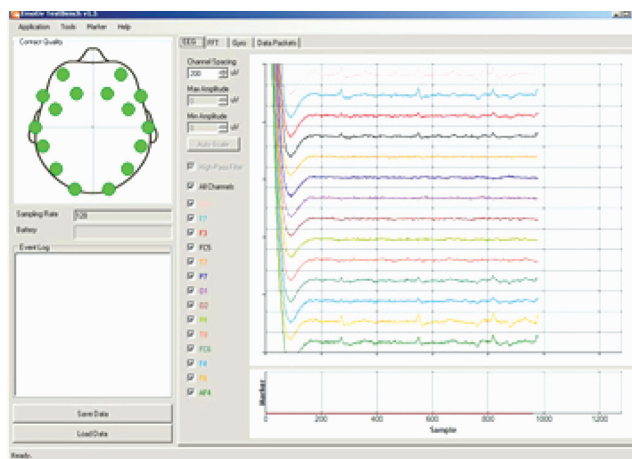 Emotiv TestBench v1.5
Application Tools Marker Help
Contact Quality
Sampling Rate 128
Battery
Event Log
Save Data
Load Data
Ready.
EEG FFT Gyro Data Packets
Channel Spacing
200 uV
Max Amplitude
0 uV
Min Amplitude
0 uV
Auto Scale
High-Pass Filter
All Channels
F7
F3
FC5
T7
P7
O1
O2
P8
T8
FC6
F4
F8
AF4
Marker
0 200 400 600 800 1000 1200
Sample